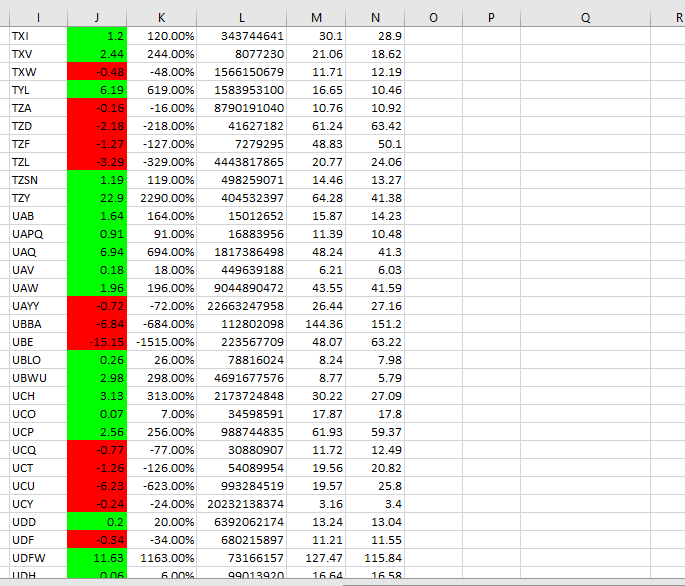 I J K L M N O P Q R
TXI 1.2 120.00% 343744641 30.1 28.9
TXV 2.44 244.00% 8077230 21.06 18.62
TXW -0.48 -48.00% 1566150679 11.71 12.19
TYL 6.19 619.00% 1583953100 16.65 10.46
TZA -0.16 -16.00% 8790191040 10.76 10.92
TZD -2.18 -218.00% 41627182 61.24 63.42
TZF -1.27 -127.00% 7279295 48.83 50.1
TZL -3.29 -329.00% 4443817865 20.77 24.06
TZSN 1.19 119.00% 498259071 14.46 13.27
TZY 22.9 2290.00% 404532397 64.28 41.38
UAB 1.64 164.00% 15012652 15.87 14.23
UAPQ 0.91 91.00% 16883956 11.39 10.48
UAQ 6.94 694.00% 1817386498 48.24 41.3
UAV 0.18 18.00% 449639188 6.21 6.03
UAW 1.96 196.00% 9044890472 43.55 41.59
UAYY -0.72 -72.00% 22663247958 26.44 27.16
UBBA -6.84 -684.00% 112802098 144.36 151.2
UBE -15.15 -1515.00% 223567709 48.07 63.22
UBLO 0.26 26.00% 78816024 8.24 7.98
UBWU 2.98 298.00% 4691677576 8.77 5.79
UCH 3.13 313.00% 2173724848 30.22 27.09
UCO 0.07 7.00% 34598591 17.87 17.8
UCP 2.56 256.00% 988744835 61.93 59.37
UCQ -0.77 -77.00% 30880907 11.72 12.49
UCT -1.26 -126.00% 54089954 19.56 20.82
UCU -6.23 -623.00% 993284519 19.57 25.8
UCY -0.24 -24.00% 20232138374 3.16 3.4
UDD 0.2 20.00% 6392062174 13.24 13.04
UDF -0.34 -34.00% 680215897 11.21 11.55
UDFW 11.63 1163.00% 73166157 127.47 115.84
UDH 0.06 6.00% 99013920 16.64 16.58